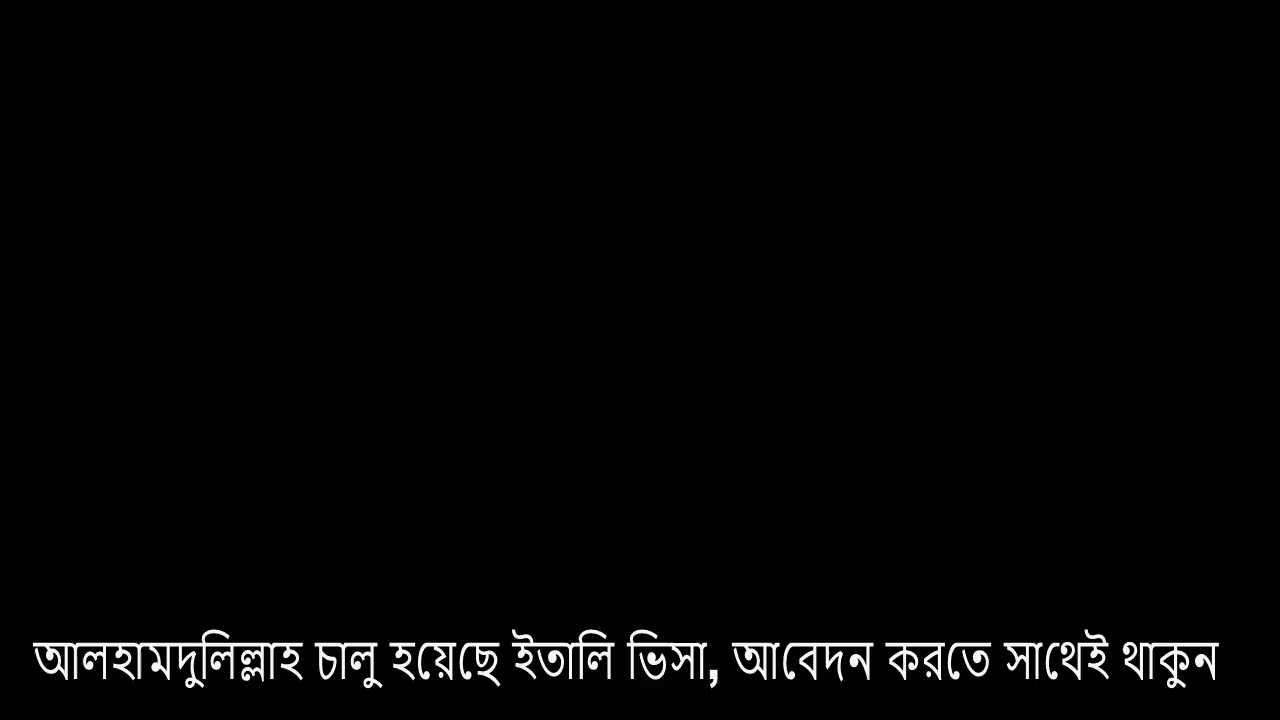 আলহামদুলিল্লাহ চালু হয়েছে ইতালি ভিসা, আবেদন করতে সাথেই থাকুন